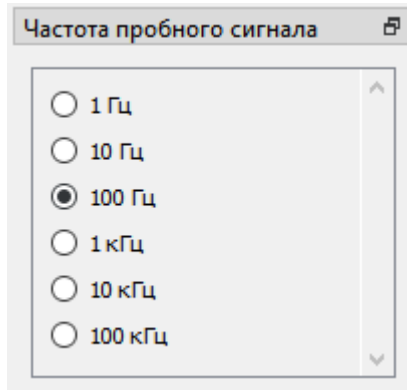 Частота пробного сигнала
1 Гц
10 Гц
100 Гц
1 кГц
10 кГц
100 кГц